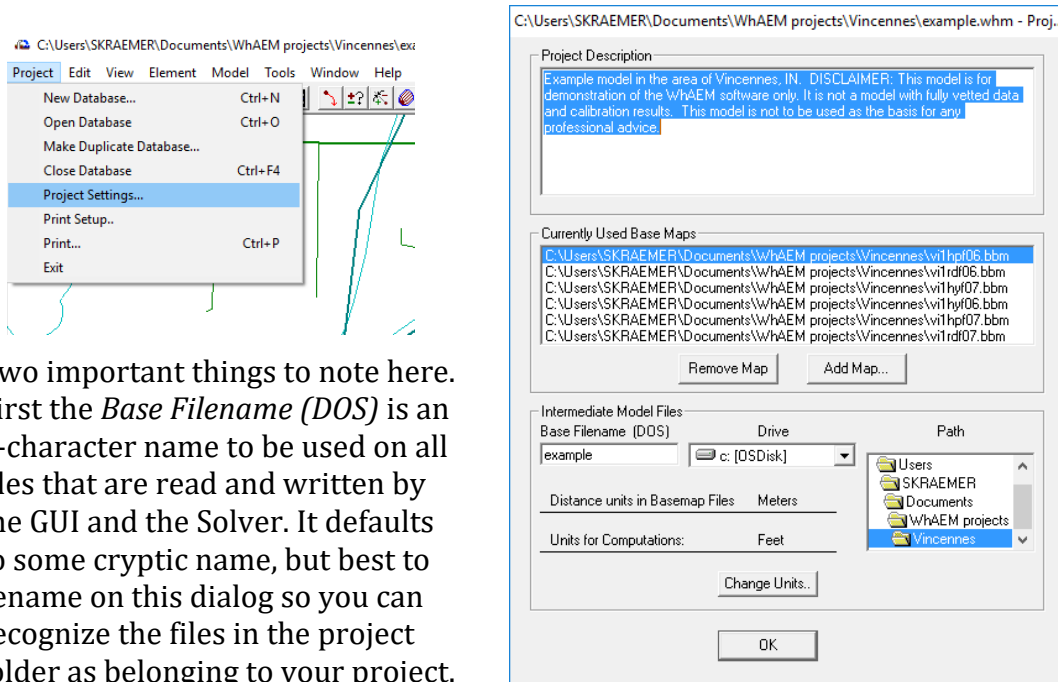 C:\Users\SKRAEMER\Documents\WhAEM projects\Vincennes\exa
Project Edit View Element Model Tools Window Help
New Database... Ctrl+N
Open Database Ctrl+O
Make Duplicate Database...
Close Database Ctrl+F4
Project Settings...
Print Setup..
Print... Ctrl+P
Exit
wo important things to note here.
irst the Base Filename (DOS) is an
-character name to be used on all
les that are read and written by
ne GUI and the Solver. It defaults
o some cryptic name, but best to
ename on this dialog so you can
ecognize the files in the project
older as belonging to your project.
C:\Users\SKRAEMER\Documents\WhAEM projects\Vincennes\example.whm - Proj..
Project Description
Example model in the area of Vincennes, IN. DISCLAIMER: This model is for
demonstration of the WhAEM software only. It is not a model with fully vetted data
and calibration results. This model is not to be used as the basis for any
professional advice.
Currently Used Base Maps
C:\Users\SKRAEMER\Documents\WhAEM projects\Vincennes\vi1hpf06.bbm
C:\Users\SKRAEMER\Documents\WhAEM projects\Vincennes\vi1rdf06.bbm
C:\Users\SKRAEMER\Documents\WhAEM projects\Vincennes\vi1hyf07.bbm
C:\Users\SKRAEMER\Documents\WhAEM projects\Vincennes\vi1hyf06.bbm
C:\Users\SKRAEMER\Documents\WhAEM projects\Vincennes\vi1hpf07.bbm
C:\Users\SKRAEMER\Documents\WhAEM projects\Vincennes\vi1rdf07.bbm
Remove Map Add Map...
Intermediate Model Files
Base Filename (DOS) Drive Path
example c: [OSDisk]
Users
SKRAEMER
Documents
WhAEM projects
Vincennes
Distance units in Basemap Files Meters
Units for Computations: Feet
Change Units..
OK